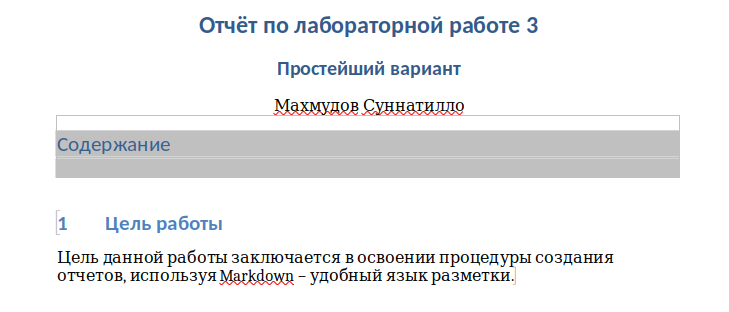 Отчёт по лабораторной работе 3
Простейший вариант
Махмудов Суннатилло
Содержание
1 Цель работы
Цель данной работы заключается в освоении процедуры создания
отчетов, используя Markdown – удобный язык разметки.